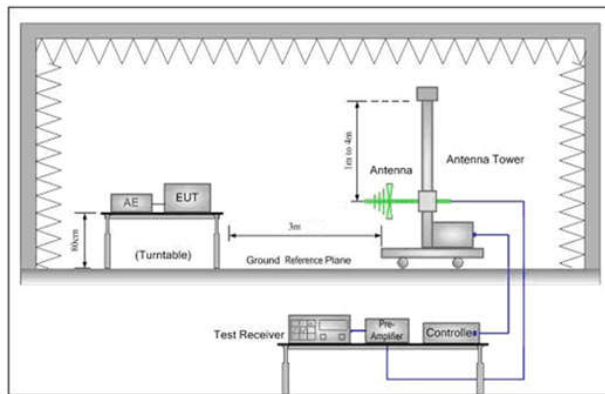 1m to 4m
Antenna
Antenna Tower
AE
EUT
80cm
(Turntable)
3m
Ground Reference Plane
Test Receiver
Pre-
Amplifier
Controller